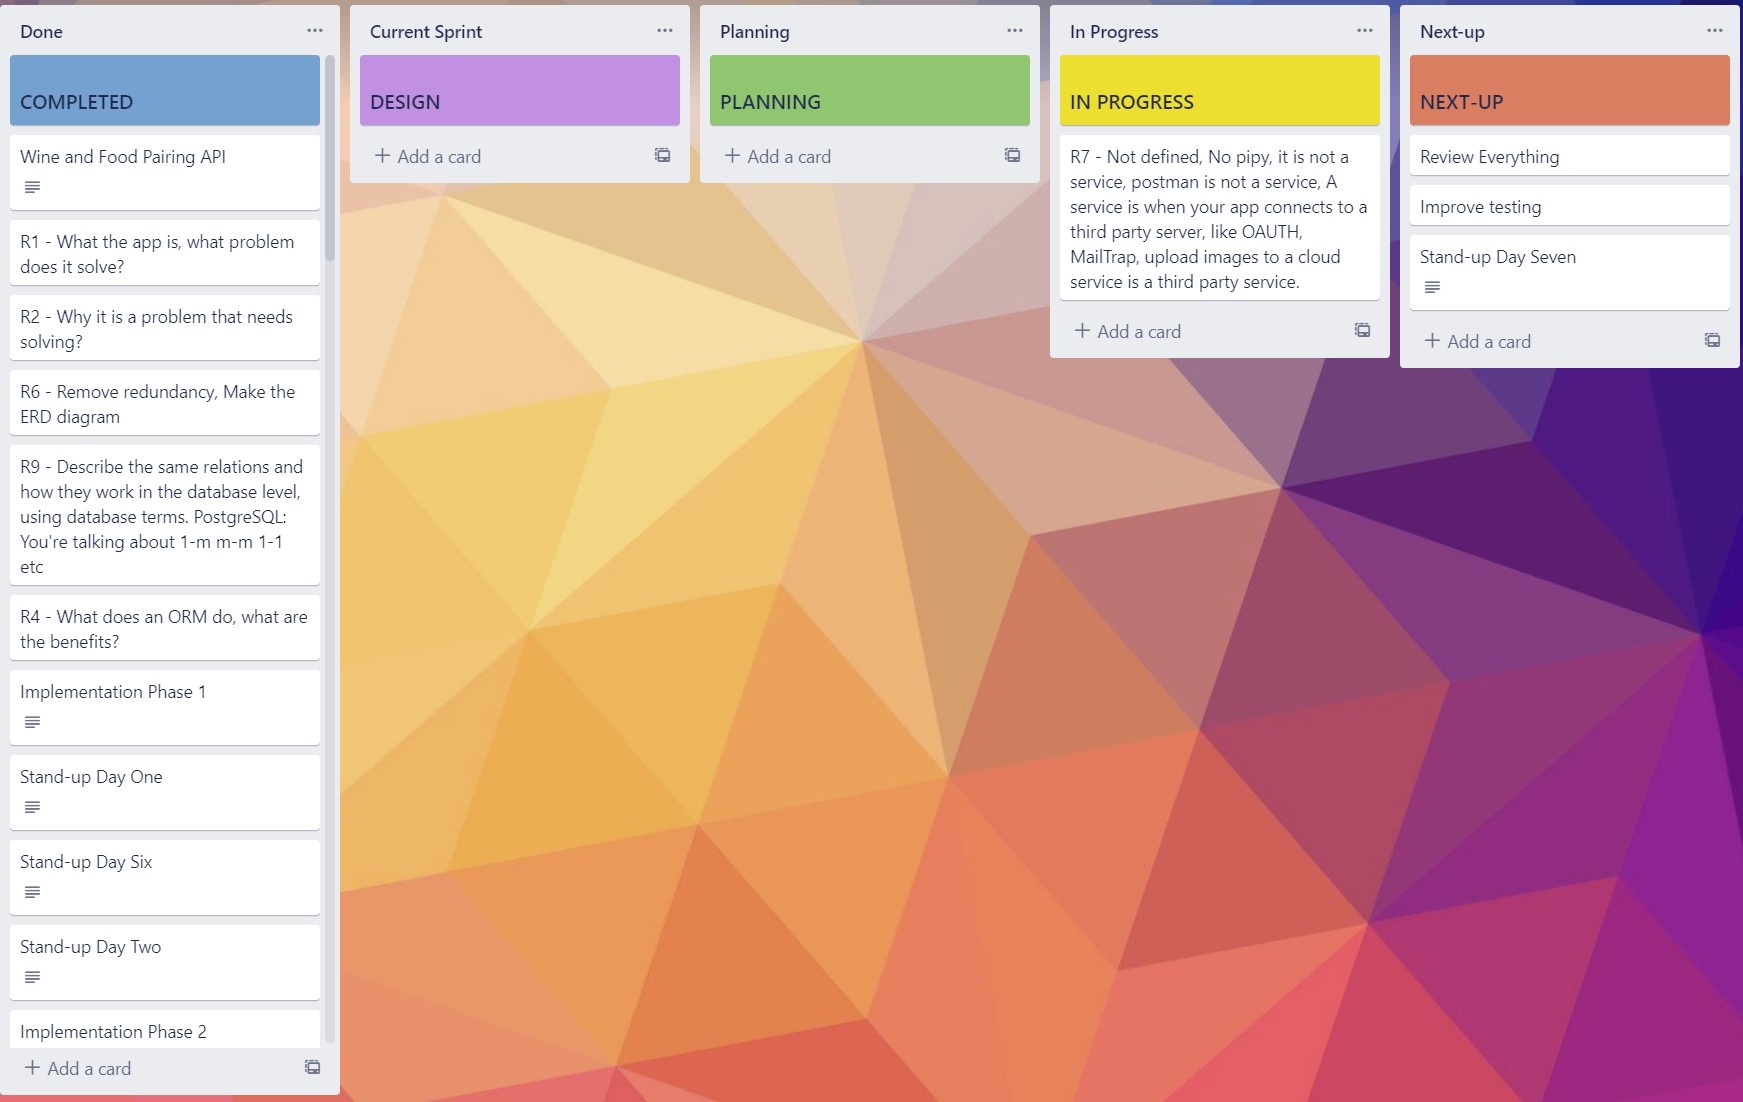 Done
COMPLETED
Wine and Food Pairing API
R1 - What the app is, what problem
does it solve?
R2 - Why it is a problem that needs
solving?
R6 - Remove redundancy, Make the
ERD diagram
R9 - Describe the same relations and
how they work in the database level,
using database terms. PostgreSQL:
You're talking about 1-m m-m 1-1
etc
R4 - What does an ORM do, what are
the benefits?
Implementation Phase 1
Stand-up Day One
Stand-up Day Six
Stand-up Day Two
Implementation Phase 2
+ Add a card
Current Sprint
DESIGN
+ Add a card
Planning
PLANNING
+ Add a card
In Progress
IN PROGRESS
R7 - Not defined, No pipy, it is not a
service, postman is not a service, A
service is when your app connects to a
third party server, like OAUTH,
MailTrap, upload images to a cloud
service is a third party service.
+ Add a card
Next-up
NEXT-UP
Review Everything
Improve testing
Stand-up Day Seven
+ Add a card